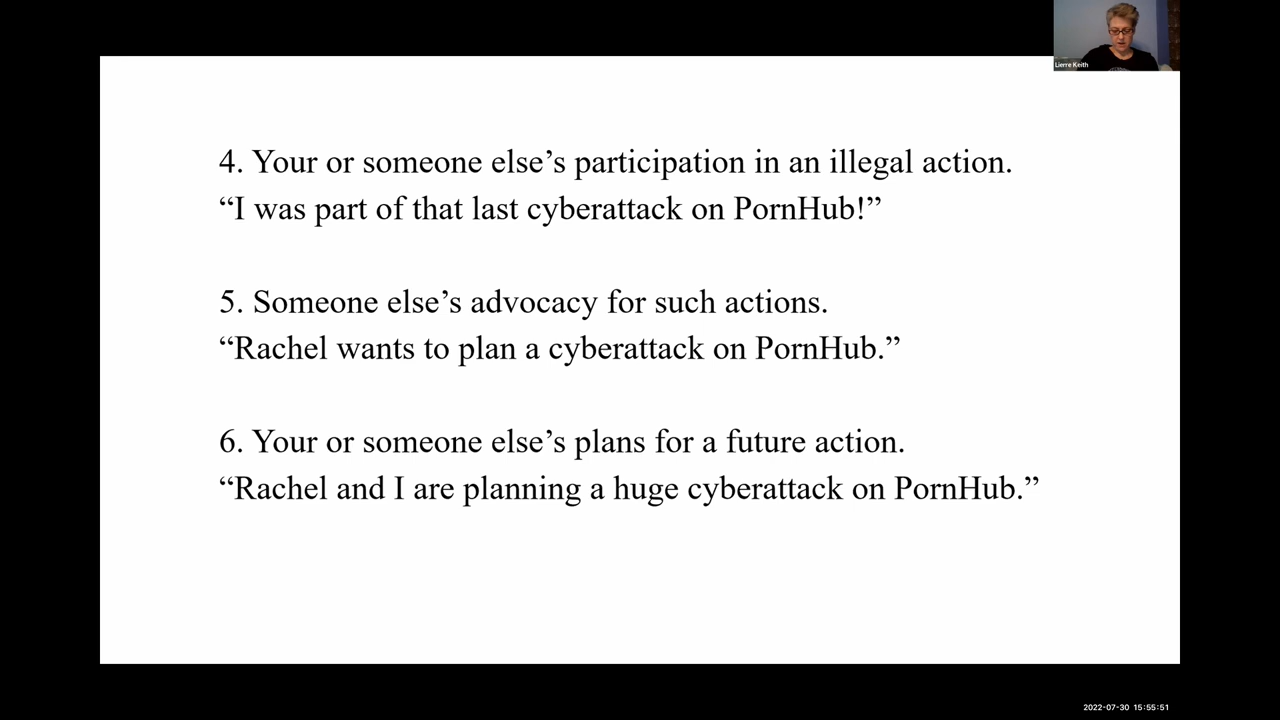 Lierre Keith
4. Your or someone else’s participation in an illegal action.
“I was part of that last cyberattack on PornHub!”
5. Someone else’s advocacy for such actions.
“Rachel wants to plan a cyberattack on PornHub.”
6. Your or someone else’s plans for a future action.
“Rachel and I are planning a huge cyberattack on PornHub.”
2022-07-30 15:55:51